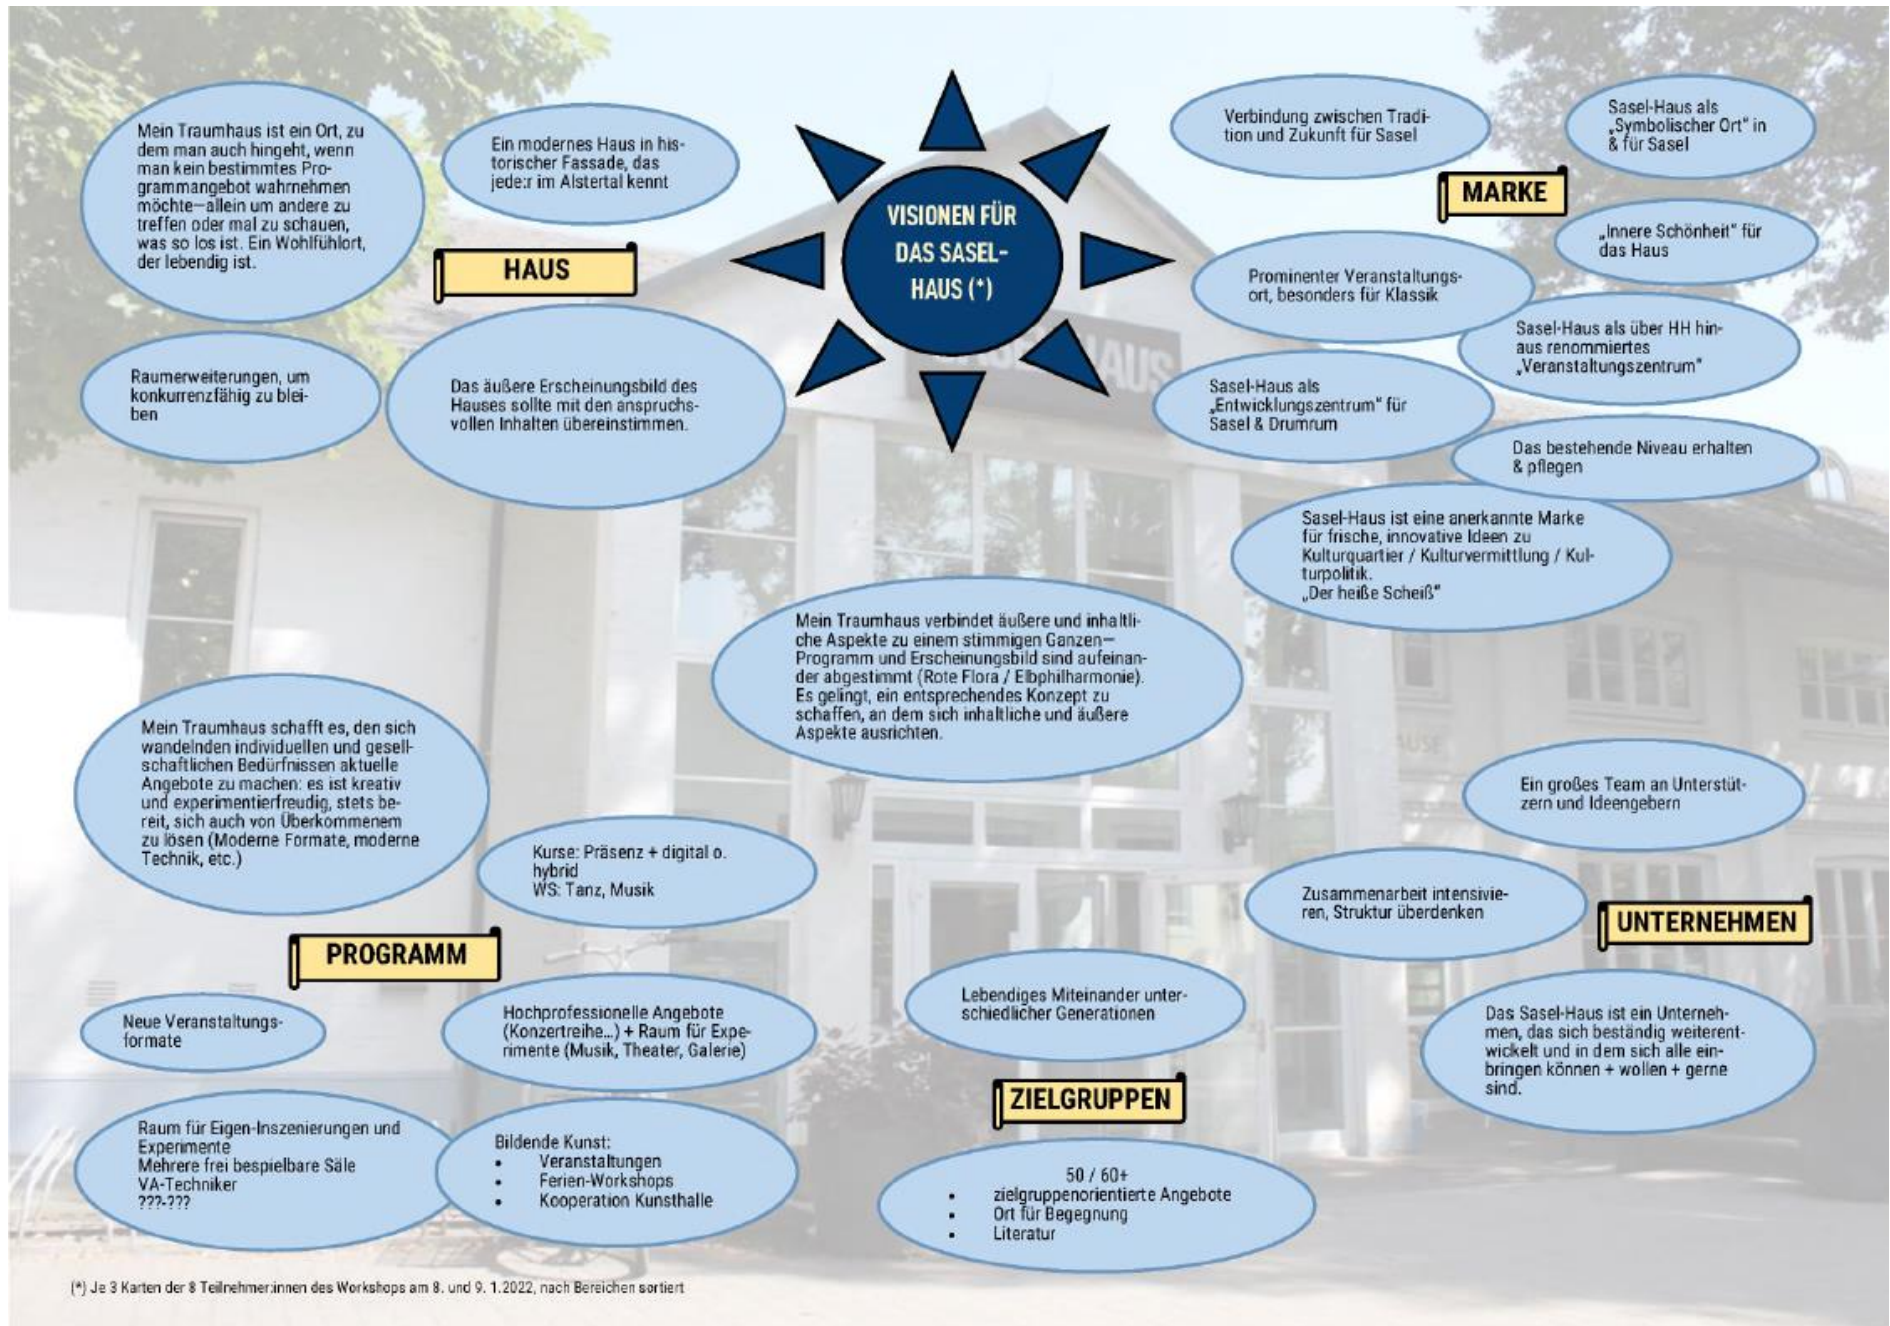 VISIONEN FÜR
DAS SASEL-
HAUS (*)
Mein Traumhaus ist ein Ort, zu
dem man auch hingeht, wenn
man kein bestimmtes Pro-
grammangebot wahrnehmen
möchte—allein um andere zu
treffen oder mal zu schauen,
was so los ist. Ein Wohlfühlort,
der lebendig ist.
Ein modernes Haus in his-
torischer Fassade, das
jede:r im Alstertal kennt
HAUS
Raumerweiterungen, um
konkurrenzfähig zu blei-
ben
Das äußere Erscheinungsbild des
Hauses sollte mit den anspruchs-
vollen Inhalten übereinstimmen.
Verbindung zwischen Tradi-
tion und Zukunft für Sasel
Sasel-Haus als
„Symbolischer Ort“ in
& für Sasel
MARKE
„Innere Schönheit“ für
das Haus
Prominenter Veranstaltungs-
ort, besonders für Klassik
Sasel-Haus als über HH hin-
aus renommiertes
„Veranstaltungszentrum“
Sasel-Haus als
„Entwicklungszentrum“ für
Sasel & Drumrum
Das bestehende Niveau erhalten
& pflegen
Sasel-Haus ist eine anerkannte Marke
für frische, innovative Ideen zu
Kulturquartier / Kulturvermittlung / Kul-
turpolitik.
„Der heiße Scheiß“
HAUS
Mein Traumhaus verbindet äußere und inhaltli-
che Aspekte zu einem stimmigen Ganzen—
Programm und Erscheinungsbild sind aufeinan-
der abgestimmt (Rote Flora / Elbphilharmonie).
Es gelingt, ein entsprechendes Konzept zu
schaffen, an dem sich inhaltliche und äußere
Aspekte ausrichten.
Mein Traumhaus schafft es, den sich
wandelnden individuellen und gesell-
schaftlichen Bedürfnissen aktuelle
Angebote zu machen: es ist kreativ
und experimentierfreudig, stets be-
reit, sich auch von Überkommenem
zu lösen (Moderne Formate, moderne
Technik, etc.)
Kurse: Präsenz + digital o.
hybrid
WS: Tanz, Musik
PROGRAMM
Neue Veranstaltungs-
formate
Hochprofessionelle Angebote
(Konzertreihe...) + Raum für Expe-
rimente (Musik, Theater, Galerie)
Raum für Eigen-Inszenierungen und
Experimente
Mehrere frei bespielbare Säle
VA-Techniker
???-???
Bildende Kunst:
• Veranstaltungen
• Ferien-Workshops
• Kooperation Kunsthalle
Lebendiges Miteinander unter-
schiedlicher Generationen
ZIELGRUPPEN
50 / 60+
• zielgruppenorientierte Angebote
• Ort für Begegnung
• Literatur
Ein großes Team an Unterstüt-
zern und Ideengebern
Zusammenarbeit intensivie-
ren, Struktur überdenken
UNTERNEHMEN
Das Sasel-Haus ist ein Unterneh-
men, das sich beständig weiterent-
wickelt und in dem sich alle ein-
bringen können + wollen + gerne
sind.
(*) Je 3 Karten der 8 Teilnehmer:innen des Workshops am 8. und 9. 1.2022, nach Bereichen sortiert